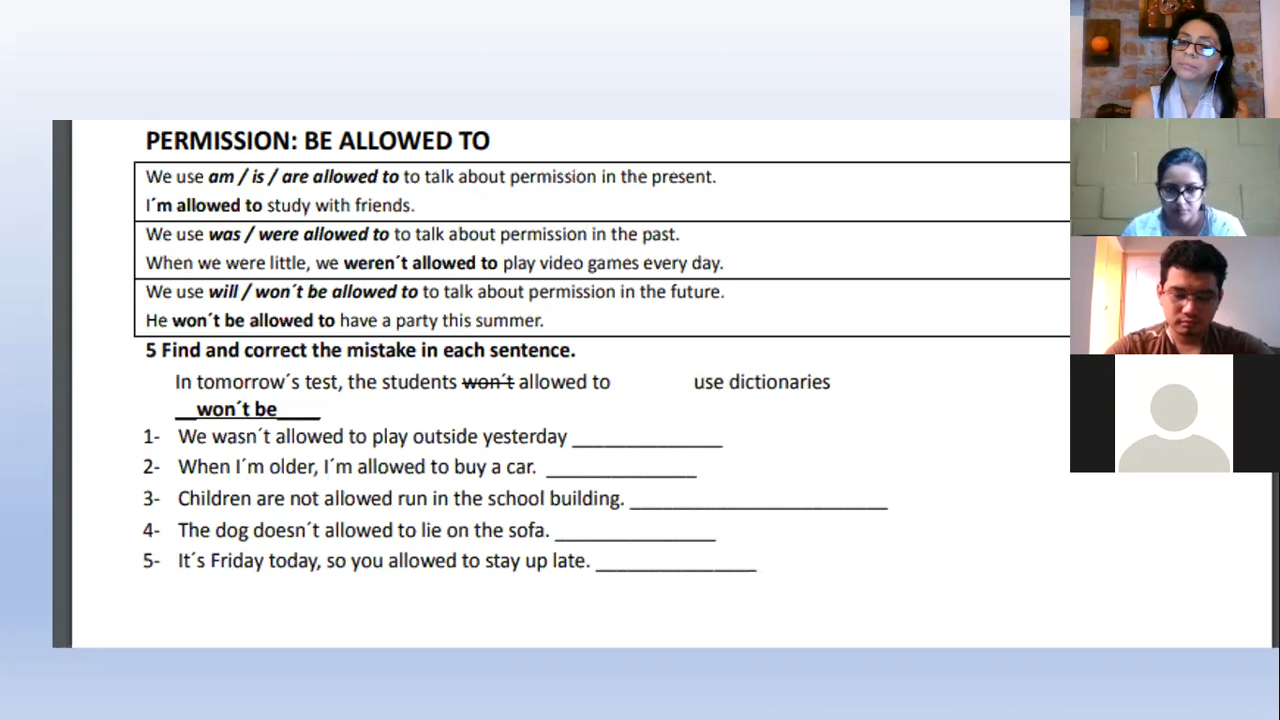 PERMISSION: BE ALLOWED TO
We use am / is / are allowed to to talk about permission in the present.
I´m allowed to study with friends.
We use was / were allowed to to talk about permission in the past.
When we were little, we weren´t allowed to play video games every day.
We use will / won´t be allowed to to talk about permission in the future.
He won´t be allowed to have a party this summer.
5 Find and correct the mistake in each sentence.
In tomorrow´s test, the students won´t allowed to use dictionaries
__won´t be____
1- We wasn´t allowed to play outside yesterday ______________
2- When I´m older, I´m allowed to buy a car. ______________
3- Children are not allowed run in the school building. ________________________
4- The dog doesn´t allowed to lie on the sofa. _______________
5- It´s Friday today, so you allowed to stay up late. _______________